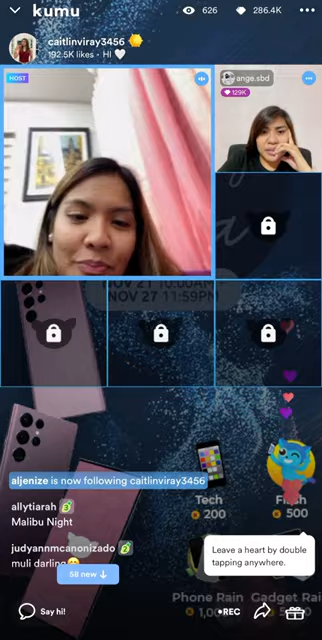 kumu
626
286.4K
caitlinviray3456
192.5K likes · HI
HOST
ange.sbd
129K
NOV 21 10:00AM
NOV 27 11:59PM
aljenize is now following caitlinviray3456
allytiarah
Malibu Night
judyannmcanonizado
muli darling
58 new
Tech
200
500
Leave a heart by double
tapping anywhere.
Phone Rain
Gadget Rai
Say hi!
REC